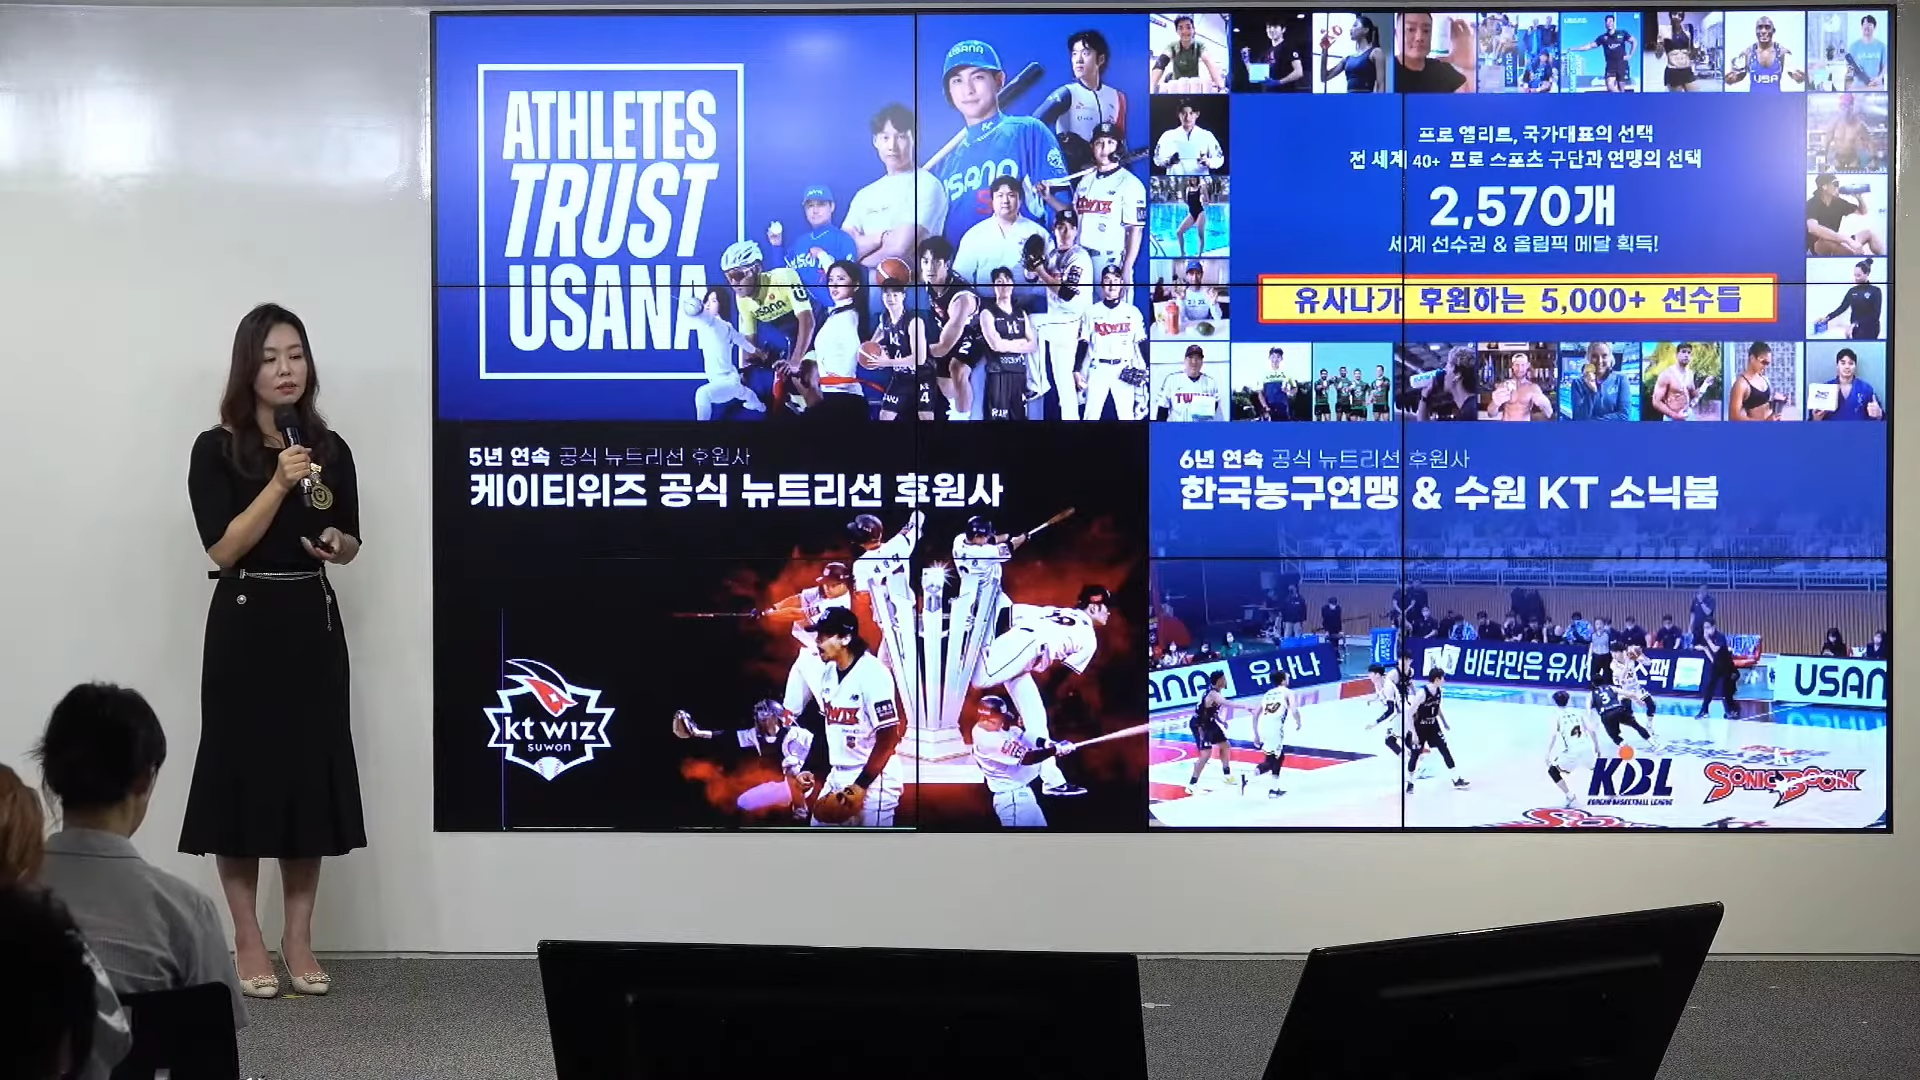 ATHLETES
TRUST
USANA
프로 엘리트, 국가대표의 선택
전 세계 40+ 프로 스포츠 구단과 연맹의 선택
2,570개
세계 선수권 & 올림픽 메달 획득!
유사나가 후원하는 5,000+ 선수들
5년 연속 공식 뉴트리션 후원사
케이티위즈 공식 뉴트리션 후원사
kt wiz
suwon
6년 연속 공식 뉴트리션 후원사
한국농구연맹 & 수원 KT 소닉붐
유사나
비타민은 유사
USAN
KBL
KOREAN BASKETBALL LEAGUE
SONIC BOOM